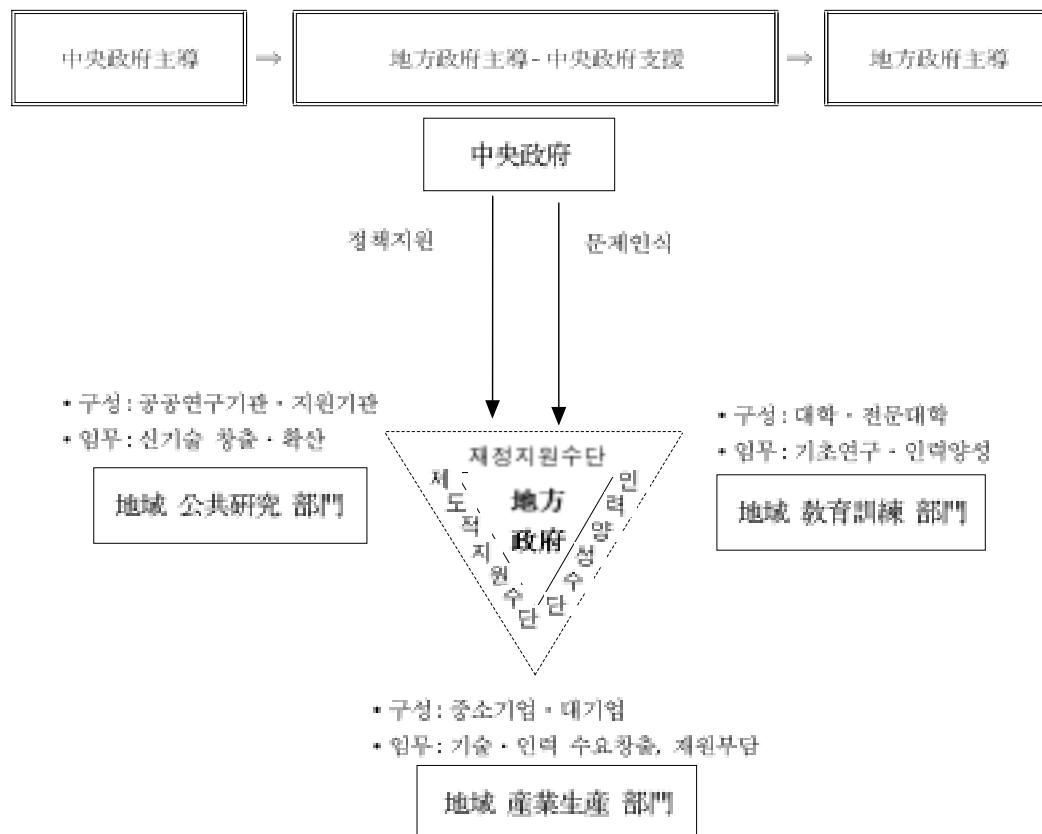 中央政府主導 ⇒ 地方政府主導 - 中央政府支援 ⇒ 地方政府主導
中央政府
정책지원
문제인식
• 구성 : 공공연구기관 · 지원기관
• 임무 : 신기술 창출 · 확산
地域 公共硏究 部門
• 구성 : 대학 · 전문대학
• 임무 : 기초연구 · 인력양성
地域 敎育訓練 部門
재정지원수단
제도적지원수단
地方
政府
인력양성수단
• 구성 : 중소기업 · 대기업
• 임무 : 기술 · 인력 수요창출, 재원부담
地域 産業生産 部門